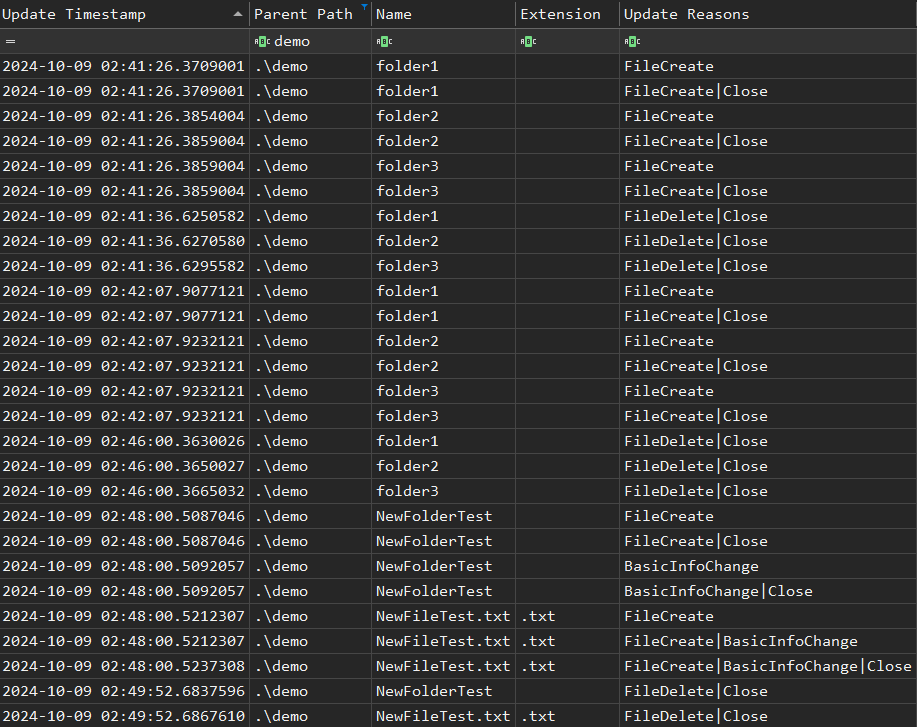 Update Timestamp Parent Path Name Extension Update Reasons
= ABC demo ABC ABC ABC
2024-10-09 02:41:26.3709001 .\demo folder1 FileCreate
2024-10-09 02:41:26.3709001 .\demo folder1 FileCreate|Close
2024-10-09 02:41:26.3854004 .\demo folder2 FileCreate
2024-10-09 02:41:26.3859004 .\demo folder2 FileCreate|Close
2024-10-09 02:41:26.3859004 .\demo folder3 FileCreate
2024-10-09 02:41:26.3859004 .\demo folder3 FileCreate|Close
2024-10-09 02:41:36.6250582 .\demo folder1 FileDelete|Close
2024-10-09 02:41:36.6270580 .\demo folder2 FileDelete|Close
2024-10-09 02:41:36.6295582 .\demo folder3 FileDelete|Close
2024-10-09 02:42:07.9077121 .\demo folder1 FileCreate
2024-10-09 02:42:07.9077121 .\demo folder1 FileCreate|Close
2024-10-09 02:42:07.9232121 .\demo folder2 FileCreate
2024-10-09 02:42:07.9232121 .\demo folder2 FileCreate|Close
2024-10-09 02:42:07.9232121 .\demo folder3 FileCreate
2024-10-09 02:42:07.9232121 .\demo folder3 FileCreate|Close
2024-10-09 02:46:00.3630026 .\demo folder1 FileDelete|Close
2024-10-09 02:46:00.3650027 .\demo folder2 FileDelete|Close
2024-10-09 02:46:00.3665032 .\demo folder3 FileDelete|Close
2024-10-09 02:48:00.5087046 .\demo NewFolderTest FileCreate
2024-10-09 02:48:00.5087046 .\demo NewFolderTest FileCreate|Close
2024-10-09 02:48:00.5092057 .\demo NewFolderTest BasicInfoChange
2024-10-09 02:48:00.5092057 .\demo NewFolderTest BasicInfoChange|Close
2024-10-09 02:48:00.5212307 .\demo NewFileTest.txt .txt FileCreate
2024-10-09 02:48:00.5212307 .\demo NewFileTest.txt .txt FileCreate|BasicInfoChange
2024-10-09 02:48:00.5237308 .\demo NewFileTest.txt .txt FileCreate|BasicInfoChange|Close
2024-10-09 02:49:52.6837596 .\demo NewFolderTest FileDelete|Close
2024-10-09 02:49:52.6867610 .\demo NewFileTest.txt .txt FileDelete|Close